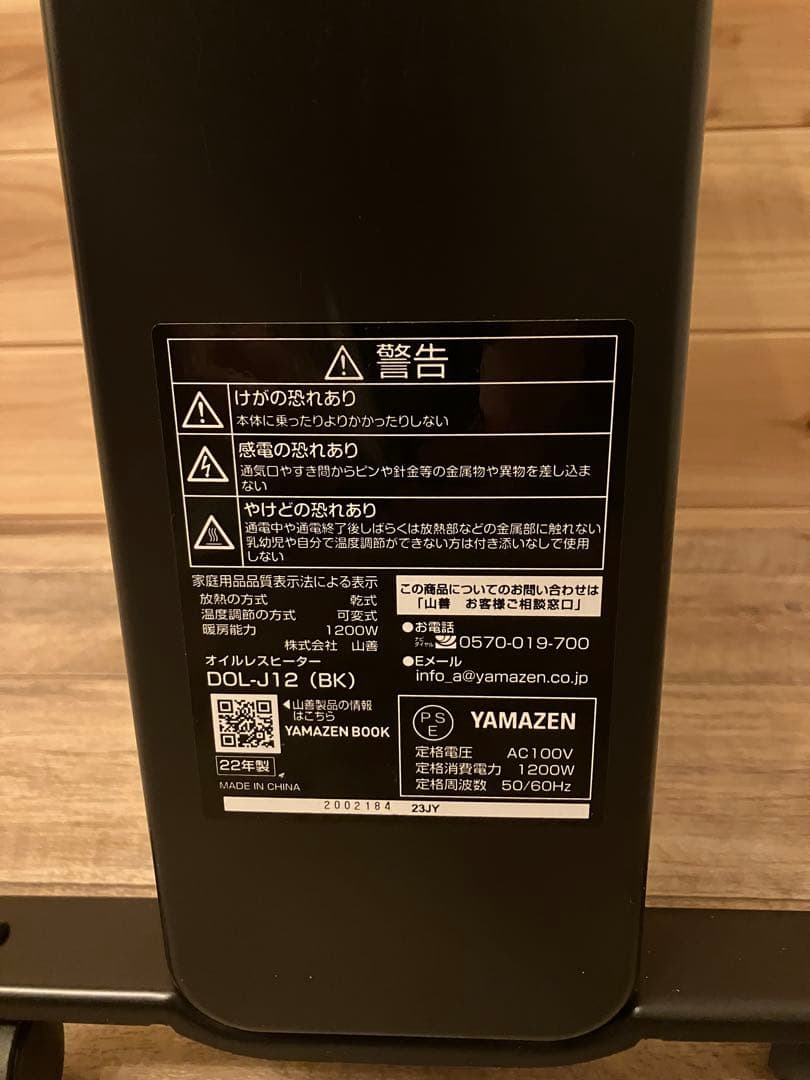 警告
けがの恐れあり
本体に乗ったりよりかかったりしない
感電の恐れあり
通気口やすき間からピンや針金等の金属物や異物を差し込ま
ない
やけどの恐れあり
通電中や通電終了後しばらくは放熱部などの金属部に触れない
乳幼児や自分で温度調節ができない方は付き添いなしで使用
しない
家庭用品品質表示法による表示
放熱の方式 乾式
温度調節の方式 可変式
暖房能力 1200W
株式会社 山善
オイルレスヒーター
DOL-J12（BK）
◀山善製品の情報
はこちら
YAMAZEN BOOK
22年製
MADE IN CHINA
この商品についてのお問い合わせは
「山善 お客様ご相談窓口」
●お電話
ナビダイヤル 0570-019-700
●Eメール
info_a@yamazen.co.jp
PSE YAMAZEN
定格電圧 AC100V
定格消費電力 1200W
定格周波数 50/60Hz
2002184 23JY